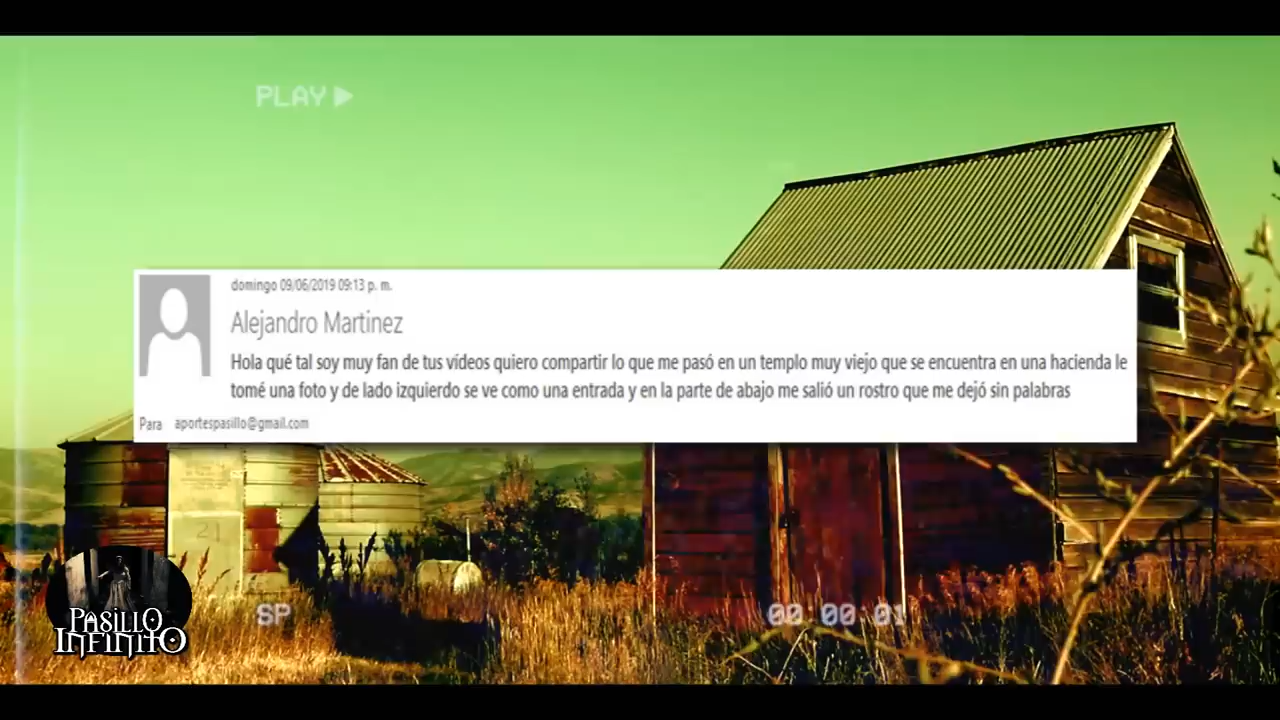 PLAY
domingo 09/06/2019 09:13 p. m.
Alejandro Martinez
Hola qué tal soy muy fan de tus vídeos quiero compartir lo que me pasó en un templo muy viejo que se encuentra en una hacienda le
tomé una foto y de lado izquierdo se ve como una entrada y en la parte de abajo me salió un rostro que me dejó sin palabras
Para aportespasillo@gmail.com
21
SP
00:00:01
PASILLO
INFINITO